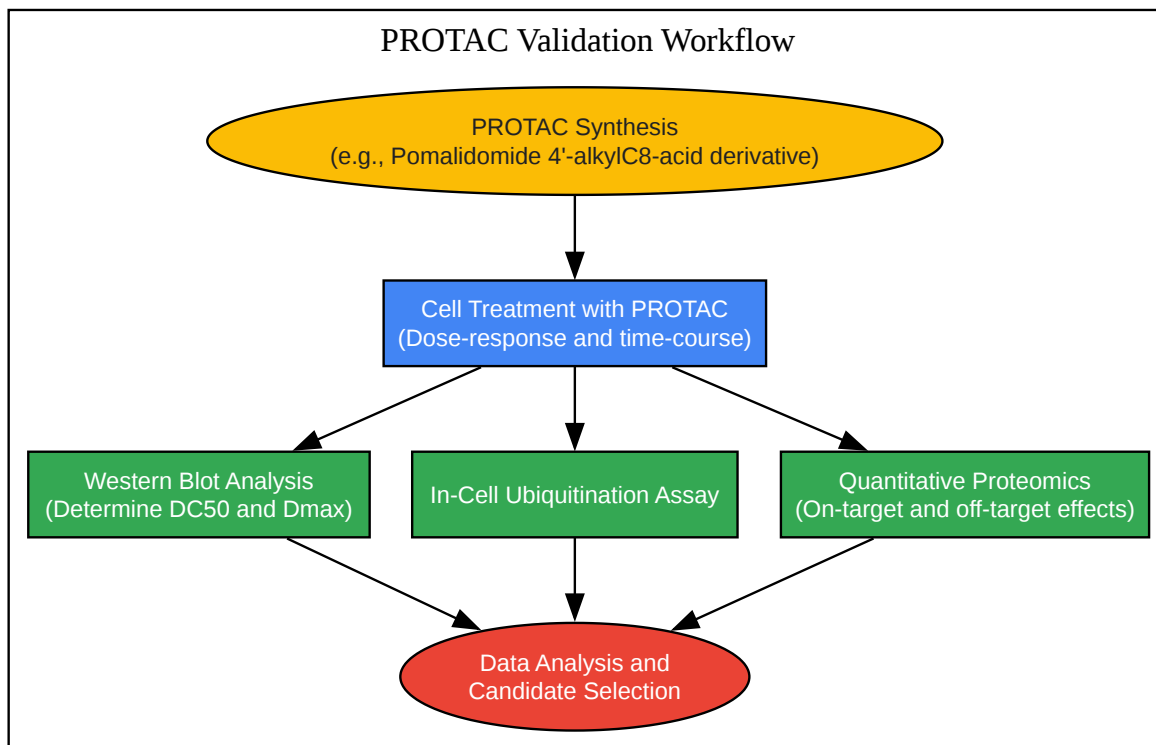 PROTAC Validation Workflow
PROTAC Synthesis
(e.g., Pomalidomide 4'-alkylC8-acid derivative)
Cell Treatment with PROTAC
(Dose-response and time-course)
Western Blot Analysis
(Determine DC50 and Dmax)
In-Cell Ubiquitination Assay
Quantitative Proteomics
(On-target and off-target effects)
Data Analysis and
Candidate Selection